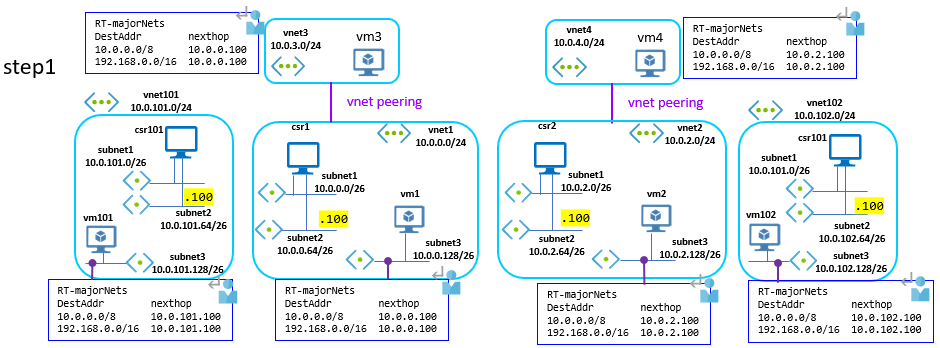 step1
RT-majorNets
DestAddr nexthop
10.0.0.0/8 10.0.0.100
192.168.0.0/16 10.0.0.100
vnet3
10.0.3.0/24
vm3
vnet peering
vnet4
10.0.4.0/24
vm4
vnet peering
RT-majorNets
DestAddr nexthop
10.0.0.0/8 10.0.2.100
192.168.0.0/16 10.0.2.100
vnet101
10.0.101.0/24
csr101
subnet1
10.0.101.0/26
.100
subnet2
10.0.101.64/26
vm101
subnet3
10.0.101.128/26
RT-majorNets
DestAddr nexthop
10.0.0.0/8 10.0.101.100
192.168.0.0/16 10.0.101.100
csr1
vnet1
10.0.0.0/24
subnet1
10.0.0.0/26
vm1
.100
subnet2
10.0.0.64/26
subnet3
10.0.0.128/26
RT-majorNets
DestAddr nexthop
10.0.0.0/8 10.0.0.100
192.168.0.0/16 10.0.0.100
csr2
vnet2
10.0.2.0/24
subnet1
10.0.2.0/26
vm2
.100
subnet2
10.0.2.64/26
subnet3
10.0.2.128/26
RT-majorNets
DestAddr nexthop
10.0.0.0/8 10.0.2.100
192.168.0.0/16 10.0.2.100
vnet102
10.0.102.0/24
csr101
subnet1
10.0.101.0/26
.100
subnet2
10.0.102.64/26
vm102
subnet3
10.0.102.128/26
RT-majorNets
DestAddr nexthop
10.0.0.0/8 10.0.102.100
192.168.0.0/16 10.0.102.100